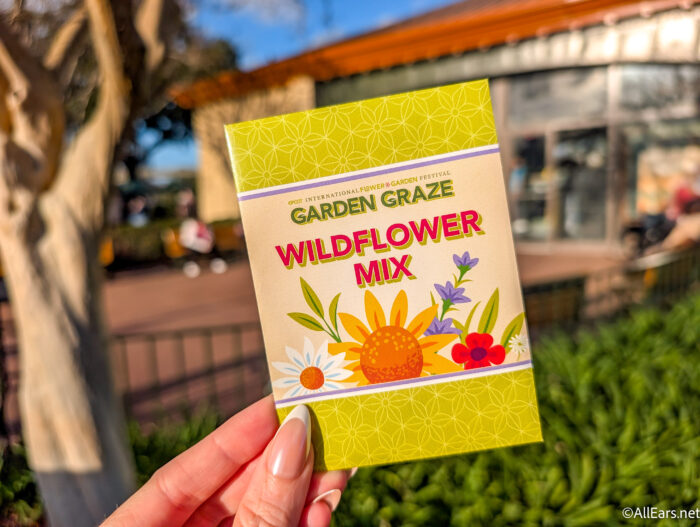 EPCOT INTERNATIONAL FLOWER & GARDEN FESTIVAL
GARDEN GRAZE
WILDFLOWER
MIX
©AllEars.net